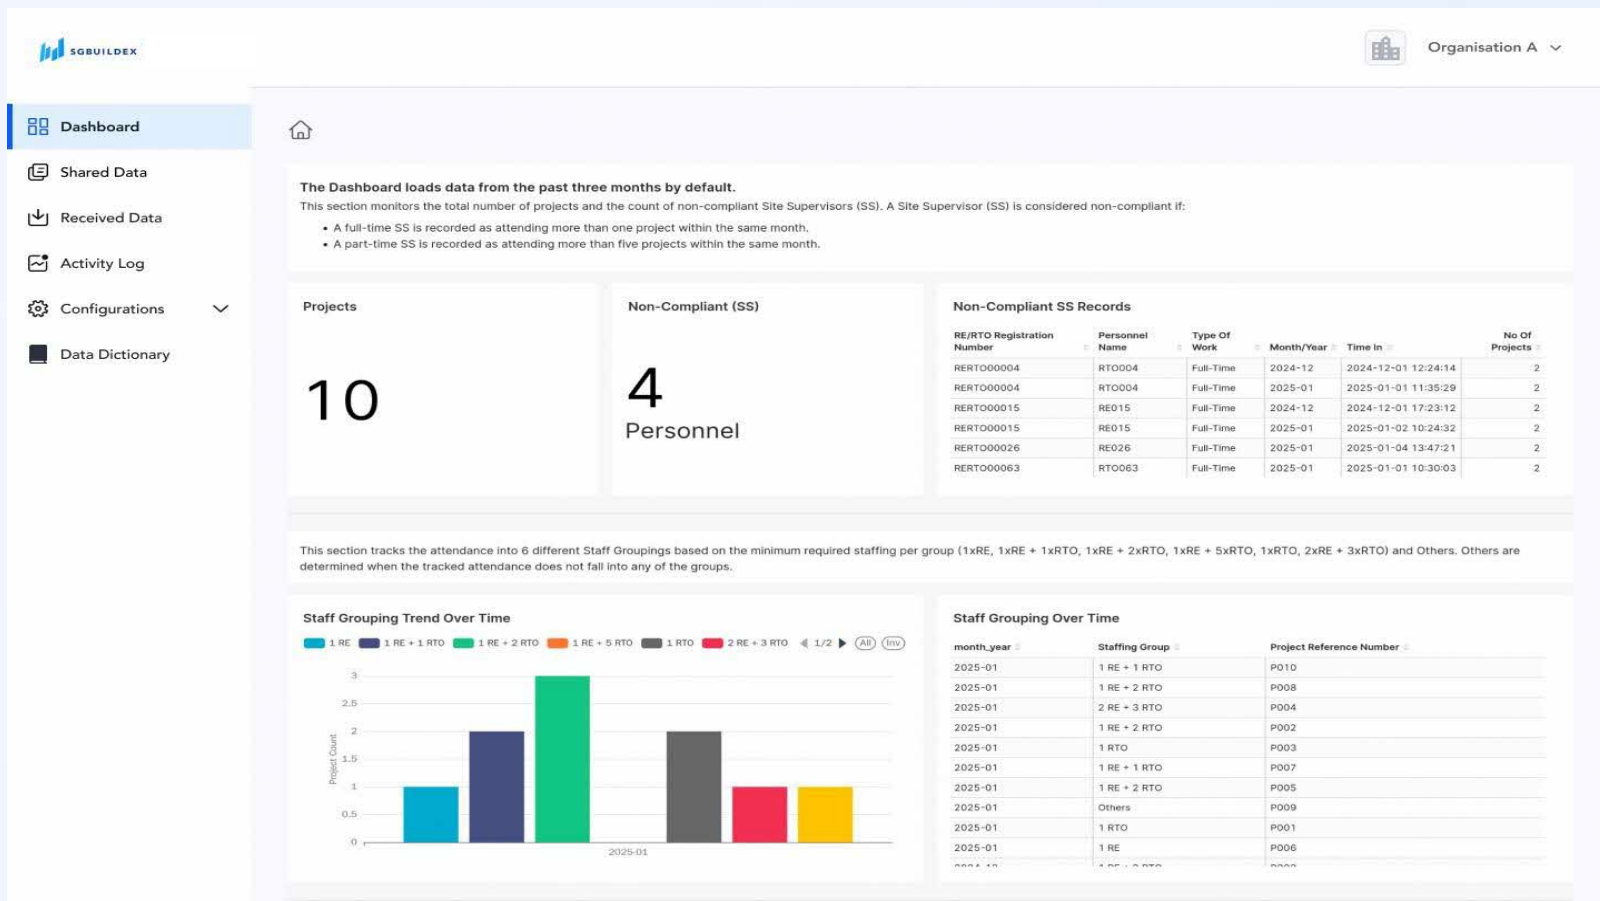 SGBUILDEX
Organisation A
Dashboard
Shared Data
Received Data
Activity Log
Configurations
Data Dictionary
The Dashboard loads data from the past three months by default.
This section monitors the total number of projects and the count of non-compliant Site Supervisors (SS). A Site Supervisor (SS) is considered non-compliant if:
• A full-time SS is recorded as attending more than one project within the same month.
• A part-time SS is recorded as attending more than five projects within the same month.
Projects
10
Non-Compliant (SS)
4
Personnel
Non-Compliant SS Records
RE/RTO Registration Number Personnel Name Type Of Work Month/Year Time In No Of Projects
RERTO00004 RTO004 Full-Time 2024-12 2024-12-01 12:24:14 2
RERTO00004 RTO004 Full-Time 2025-01 2025-01-01 11:35:29 2
RERTO00015 RE015 Full-Time 2024-12 2024-12-01 17:23:12 2
RERTO00015 RE015 Full-Time 2025-01 2025-01-02 10:24:32 2
RERTO00026 RE026 Full-Time 2025-01 2025-01-04 13:47:21 2
RERTO00063 RTO063 Full-Time 2025-01 2025-01-01 10:30:03 2
This section tracks the attendance into 6 different Staff Groupings based on the minimum required staffing per group (1xRE, 1xRE + 1xRTO, 1xRE + 2xRTO, 1xRE + 5xRTO, 1xRTO, 2xRE + 3xRTO) and Others. Others are
determined when the tracked attendance does not fall into any of the groups.
Staff Grouping Trend Over Time
1 RE 1 RE + 1 RTO 1 RE + 2 RTO 1 RE + 5 RTO 1 RTO 2 RE + 3 RTO 1/2 All Inv
Project Count
3
2.5
2
1.5
1
0.5
0
2025-01
Staff Grouping Over Time
month_year Staffing Group Project Reference Number
2025-01 1 RE + 1 RTO P010
2025-01 1 RE + 2 RTO P008
2025-01 2 RE + 3 RTO P004
2025-01 1 RE + 2 RTO P002
2025-01 1 RTO P003
2025-01 1 RE + 1 RTO P007
2025-01 1 RE + 2 RTO P005
2025-01 Others P009
2025-01 1 RTO P001
2025-01 1 RE P006